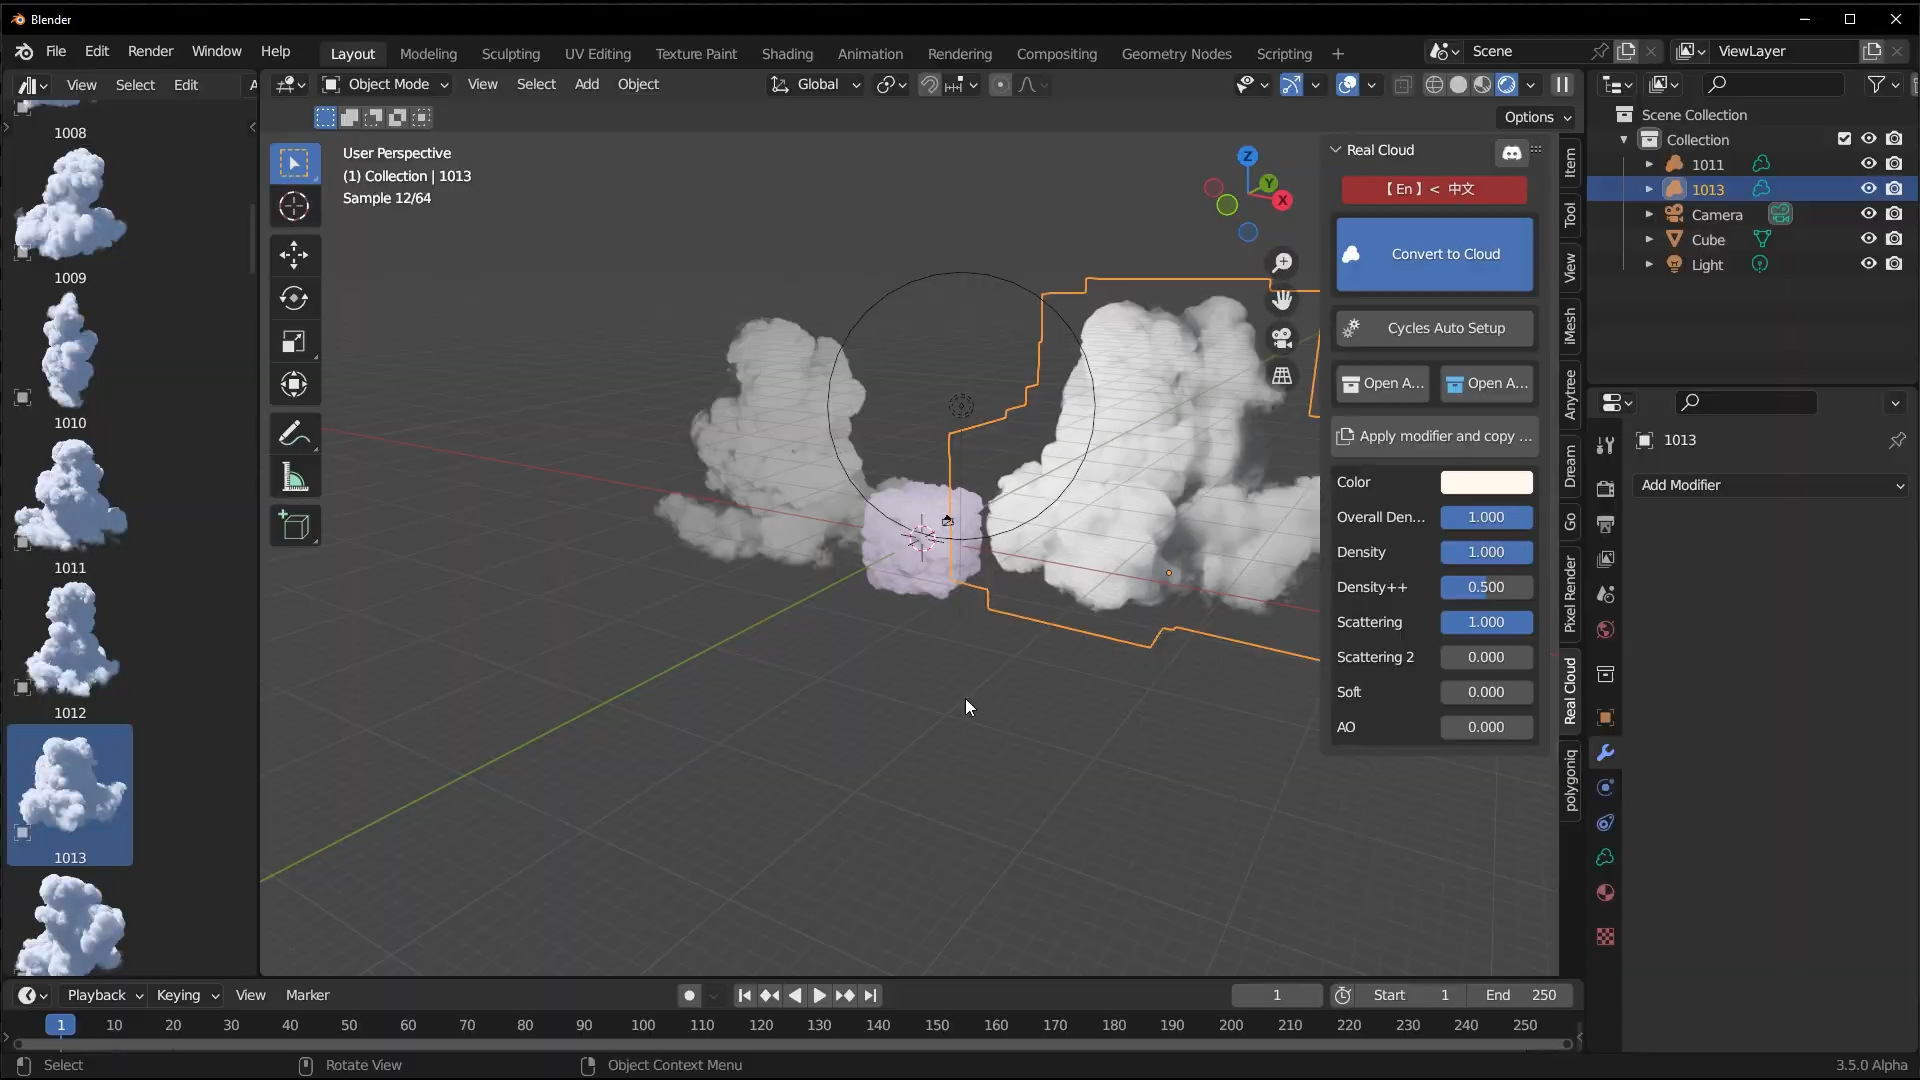 Blender
File Edit Render Window Help
Layout Modeling Sculpting UV Editing Texture Paint Shading Animation Rendering Compositing Geometry Nodes Scripting +
Scene
ViewLayer
View Select Edit A
Object Mode View Select Add Object
Global
Options
1008
1009
1010
1011
1012
1013
User Perspective
(1) Collection | 1013
Sample 12/64
Z
Y
X
Real Cloud
【 En 】 < 中文
Convert to Cloud
Cycles Auto Setup
Open A... Open A...
Apply modifier and copy ...
Color
Overall Den... 1.000
Density 1.000
Density++ 0.500
Scattering 1.000
Scattering 2 0.000
Soft 0.000
AO 0.000
Item
Tool
View
iMesh
Anytree
Dream
Go
Pixel Render
Real Cloud
polygoniq
Scene Collection
Collection
1011
1013
Camera
Cube
Light
1013
Add Modifier
Playback Keying View Marker
1
Start 1
End 250
1 10 20 30 40 50 60 70 80 90 100 110 120 130 140 150 160 170 180 190 200 210 220 230 240 250
Select
Rotate View
Object Context Menu
3.5.0 Alpha